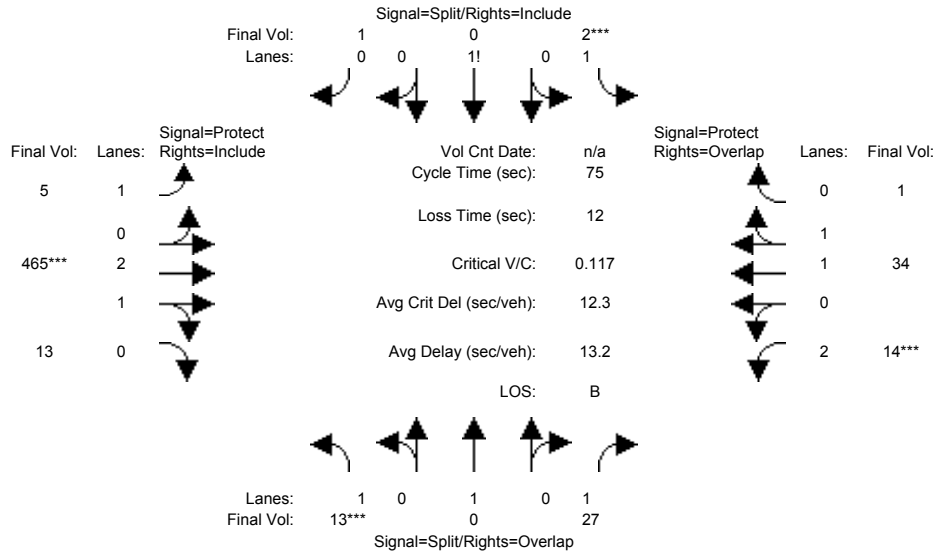 Signal=Split/Rights=Include
Final Vol: 1 0 2***
Lanes: 0 0 1! 0 1
Signal=Protect
Final Vol: Lanes: Rights=Include
Vol Cnt Date: n/a
Signal=Protect
Rights=Overlap Lanes: Final Vol:
Cycle Time (sec): 75
5 1
0 1
Loss Time (sec): 12
0
1
465*** 2
Critical V/C: 0.117
1 34
1
Avg Crit Del (sec/veh): 12.3
0
13 0
Avg Delay (sec/veh): 13.2
2 14***
LOS: B
Lanes: 1 0 1 0 1
Final Vol: 13*** 0 27
Signal=Split/Rights=Overlap